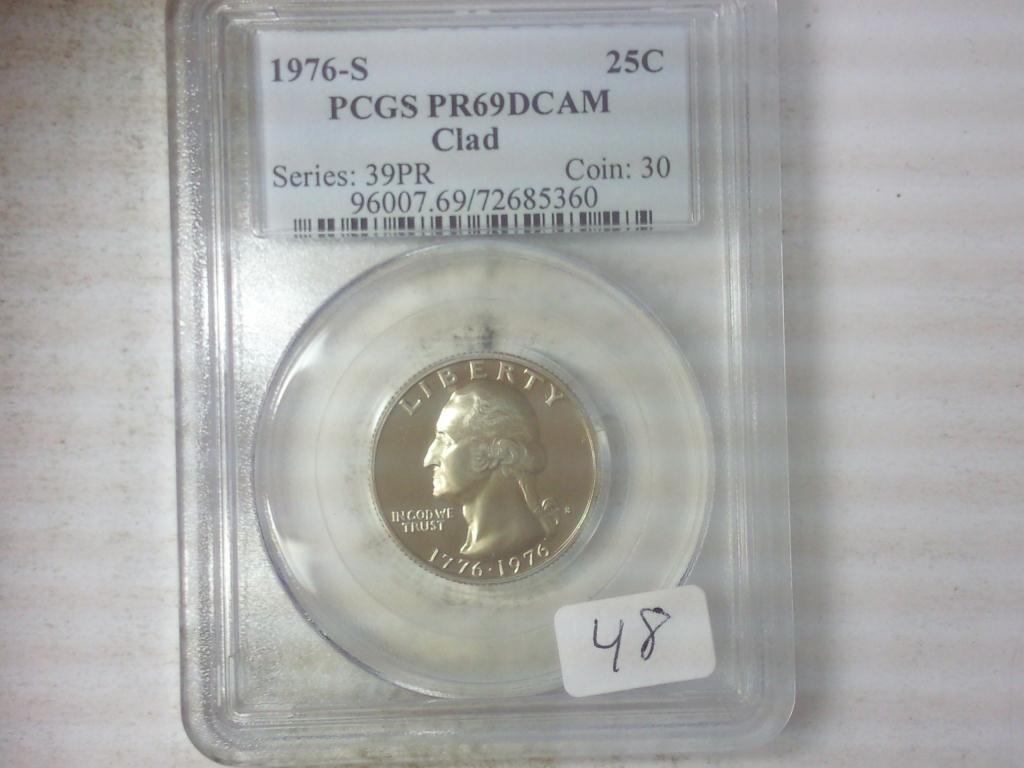 1976-S 25C
PCGS PR69DCAM
Clad
Series: 39PR Coin: 30
96007.69/72685360
LIBERTY
IN GOD WE
TRUST
S
1776·1976
48